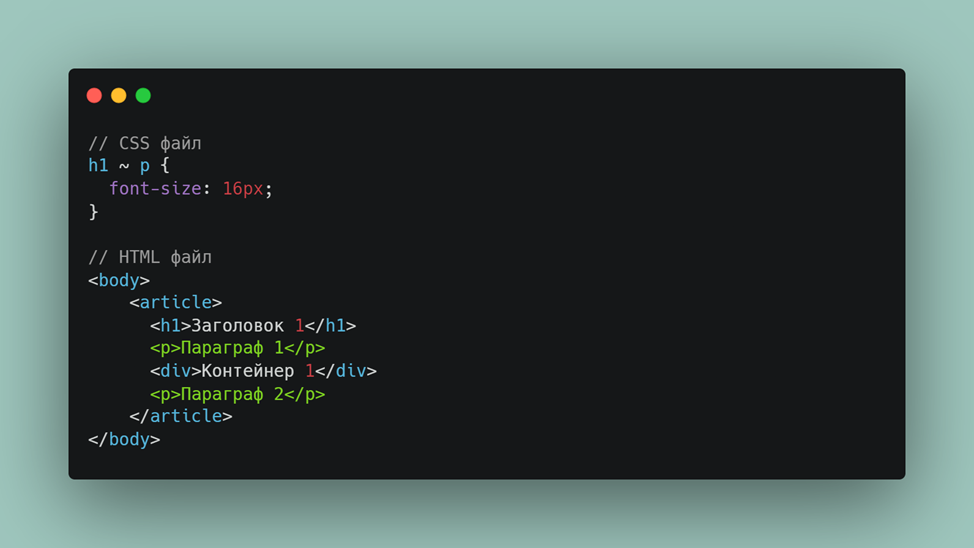 // CSS файл
h1 ~ p {
  font-size: 16px;
}
// HTML файл
<body>
    <article>
      <h1>Заголовок 1</h1>
      <p>Параграф 1</p>
      <div>Контейнер 1</div>
      <p>Параграф 2</p>
    </article>
</body>